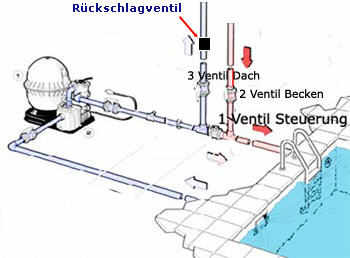 Rückschlagventil
3 Ventil Dach
2 Ventil Becken
1 Ventil Steuerung